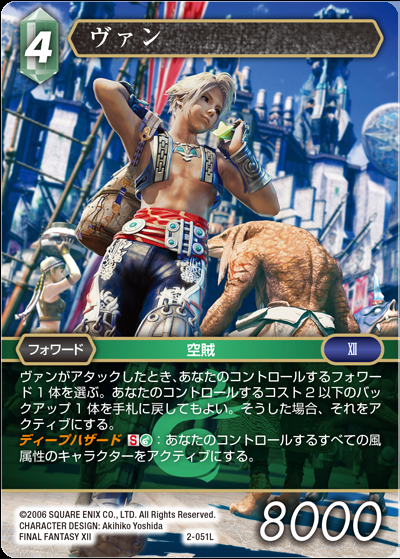 4
ヴァン
フォワード
空賊
XII
ヴァンがアタックしたとき、あなたのコントロールするフォワー
ド1体を選ぶ。あなたのコントロールするコスト2以下のバッ
クアップ1体を手札に戻してもよい。そうした場合、それをア
クティブにする。
ディープハザード S:あなたのコントロールするすべての風
属性のキャラクターをアクティブにする。
©2006 SQUARE ENIX CO., LTD. All Rights Reserved.
CHARACTER DESIGN: Akihiko Yoshida
FINAL FANTASY XII
2-051L
8000